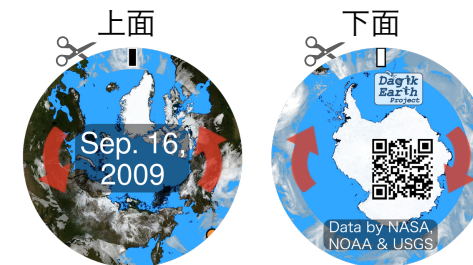 上面
下面
Sep. 16,
2009
Dagik
Earth
Project
Data by NASA,
NOAA & USGS